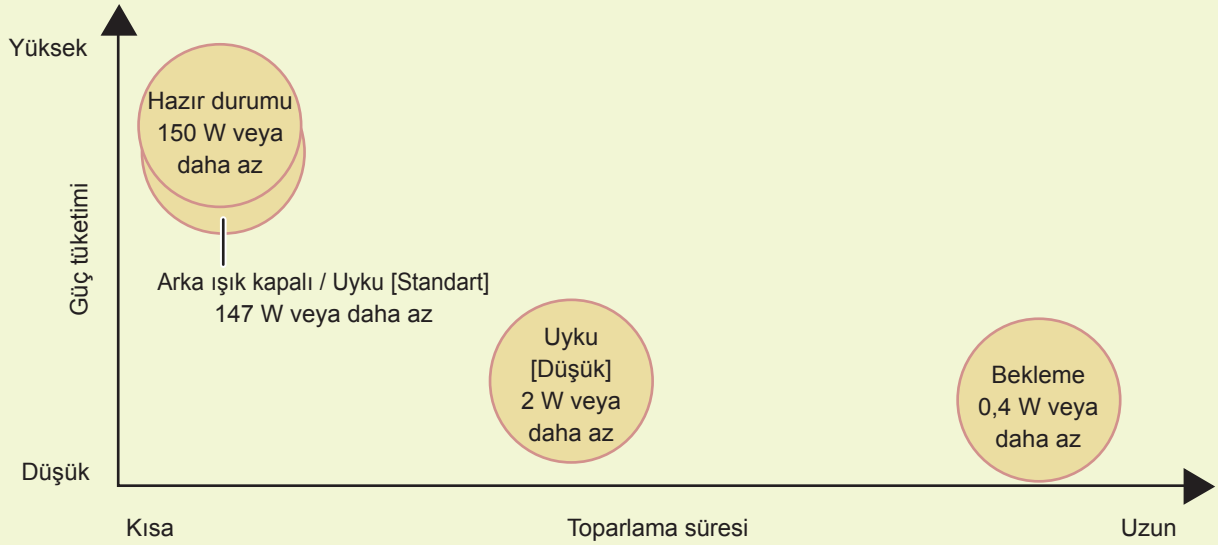 Yüksek
Hazır durumu
150 W veya
daha az
Güç tüketimi
Arka ışık kapalı / Uyku [Standart]
147 W veya daha az
Uyku
[Düşük]
2 W veya
daha az
Bekleme
0,4 W veya
daha az
Düşük
Kısa
Toparlama süresi
Uzun